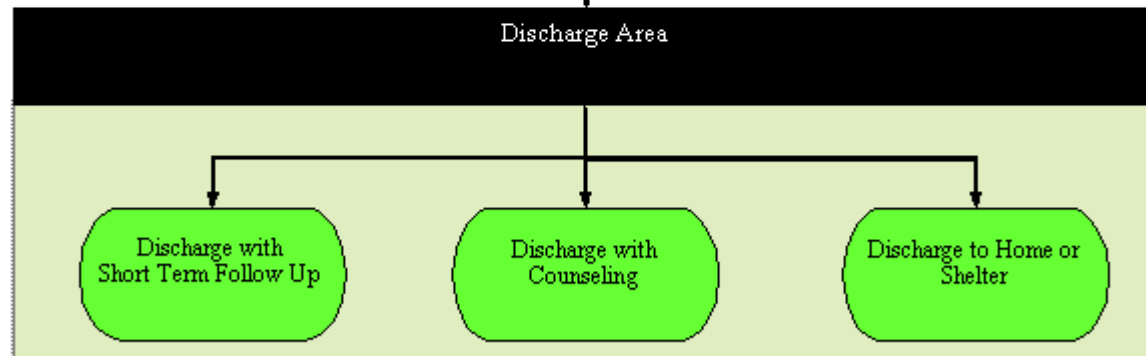 Discharge Area
Discharge with
Short Term Follow Up
Discharge with
Counseling
Discharge to Home or
Shelter